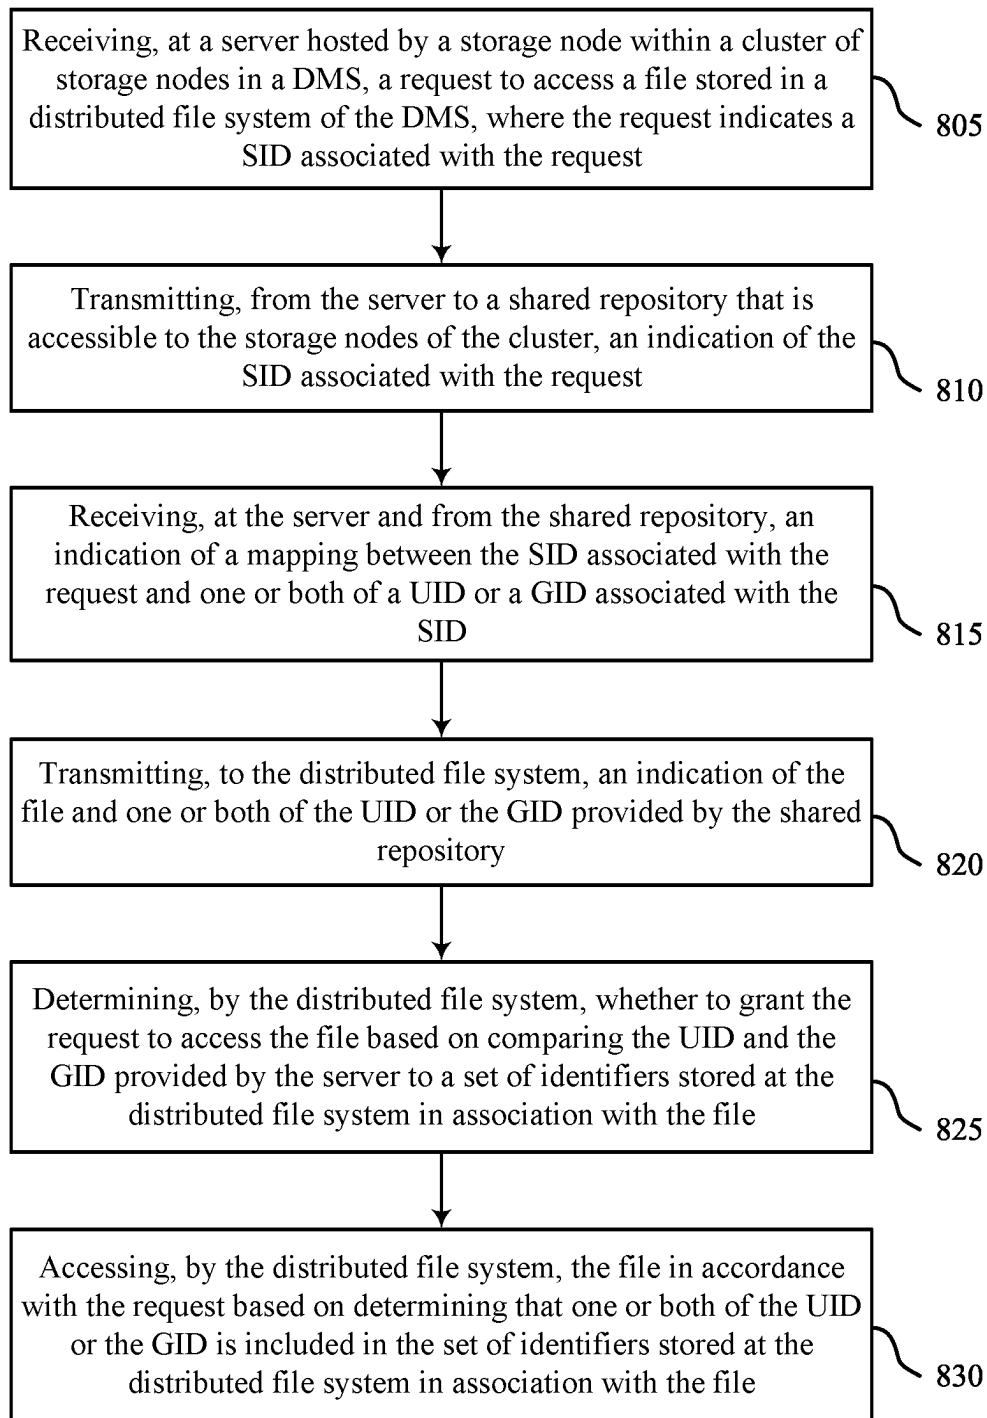 Receiving, at a server hosted by a storage node within a cluster of
storage nodes in a DMS, a request to access a file stored in a
distributed file system of the DMS, where the request indicates a
SID associated with the request
805
Transmitting, from the server to a shared repository that is
accessible to the storage nodes of the cluster, an indication of the
SID associated with the request
810
Receiving, at the server and from the shared repository, an
indication of a mapping between the SID associated with the
request and one or both of a UID or a GID associated with the
SID
815
Transmitting, to the distributed file system, an indication of the
file and one or both of the UID or the GID provided by the shared
repository
820
Determining, by the distributed file system, whether to grant the
request to access the file based on comparing the UID and the
GID provided by the server to a set of identifiers stored at the
distributed file system in association with the file
825
Accessing, by the distributed file system, the file in accordance
with the request based on determining that one or both of the UID
or the GID is included in the set of identifiers stored at the
distributed file system in association with the file
830